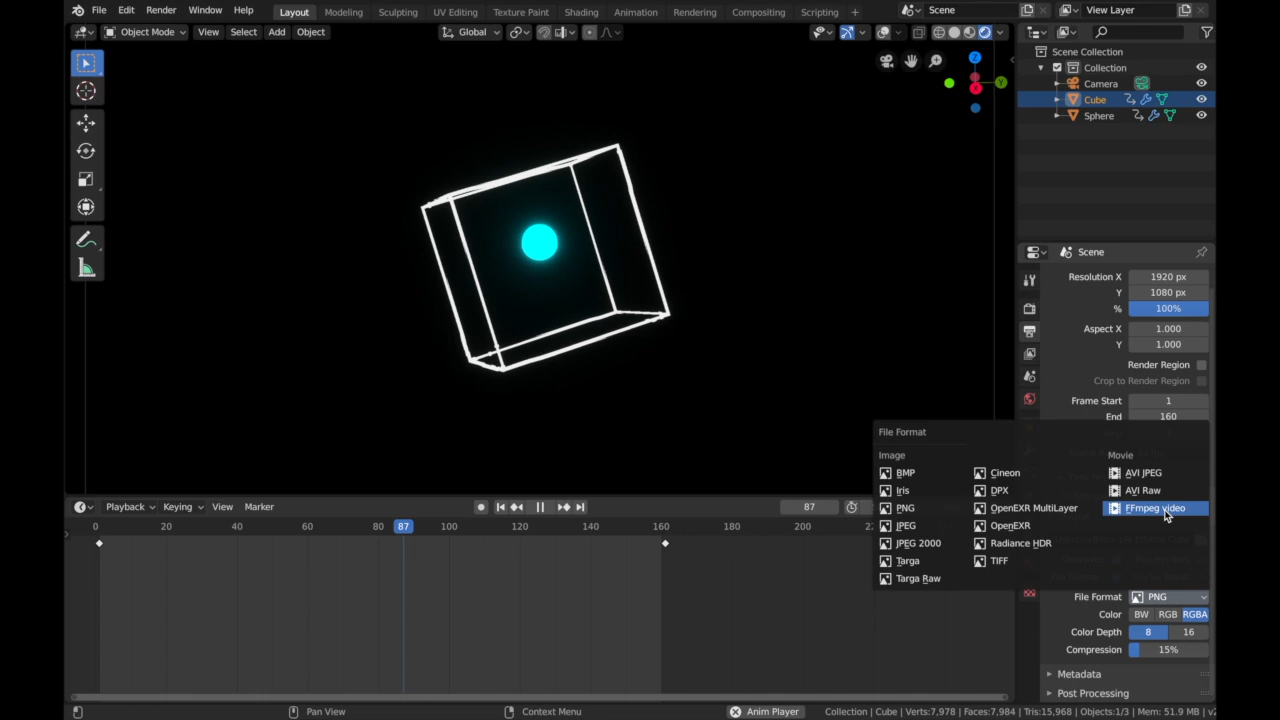 File Edit Render Window Help Layout Modeling Sculpting UV Editing Texture Paint Shading Animation Rendering Compositing Scripting + Scene View Layer
Object Mode View Select Add Object Global
Scene Collection
Collection
Camera
Cube
Sphere
Z
Y
X
Scene
Resolution X 1920 px
Y 1080 px
% 100%
Aspect X 1.000
Y 1.000
Render Region
Crop to Render Region
Frame Start 1
End 160
File Format
Image Movie
BMP Cineon AVI JPEG
Iris DPX AVI Raw
PNG OpenEXR MultiLayer FFmpeg video
JPEG OpenEXR
JPEG 2000 Radiance HDR
Targa TIFF
Targa Raw
Playback Keying View Marker 87
0 20 40 60 80 87 100 120 140 160 180 200
File Format PNG
Color BW RGB RGBA
Color Depth 8 16
Compression 15%
Metadata
Post Processing
Pan View Context Menu Anim Player Collection | Cube | Verts:7,978 | Faces:7,984 | Tris:15,968 | Objects:1/3 | Mem: 51.9 MB |